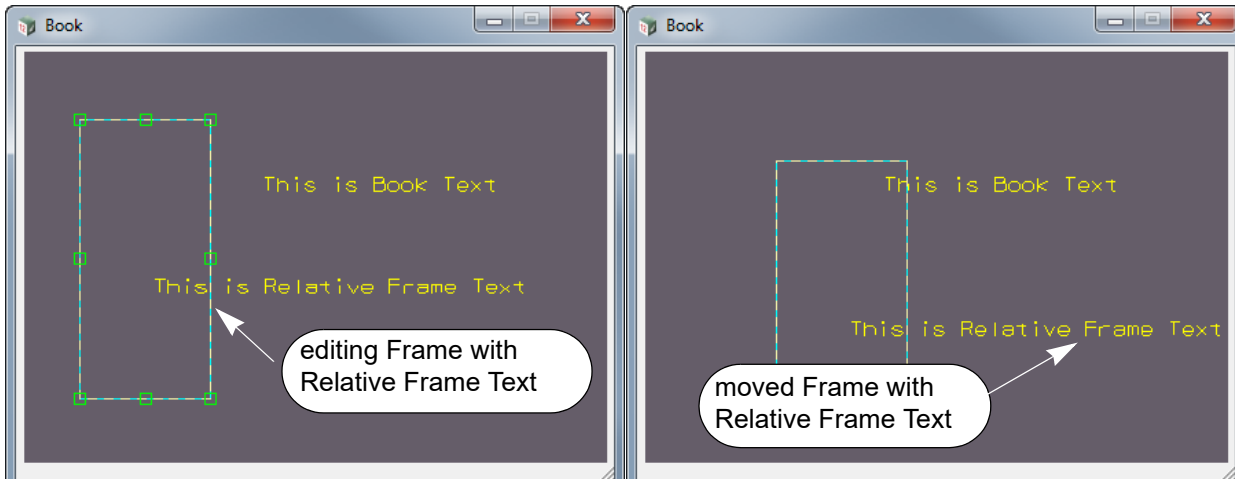 Book
This is Book Text
This is Relative Frame Text
editing Frame with
Relative Frame Text
Book
This is Book Text
This is Relative Frame Text
moved Frame with
Relative Frame Text